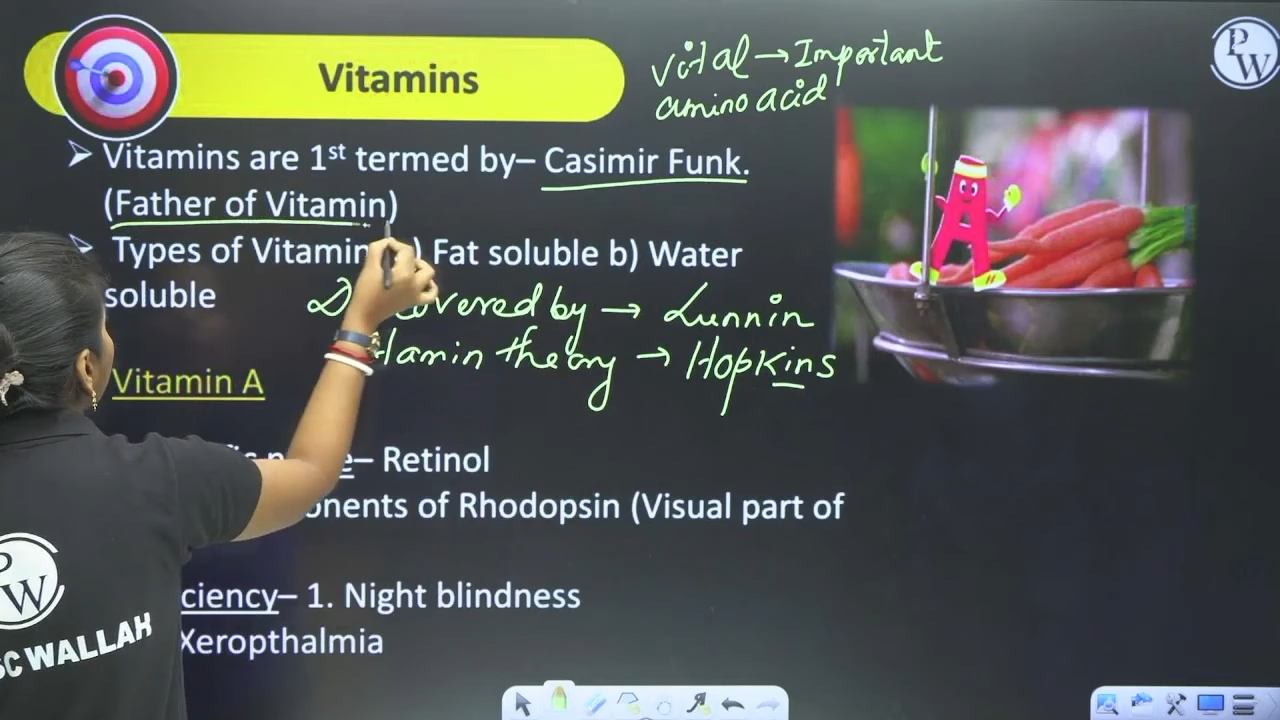 Vitamins
vital → Important
amino acid
PW
➤ Vitamins are 1st termed by– Casimir Funk.
(Father of Vitamin)
Types of Vitamin ) Fat soluble b) Water
soluble
overed by → Lunnin
amin theory → Hopkins
Vitamin A
– Retinol
onents of Rhodopsin (Visual part of
ciency– 1. Night blindness
Xeropthalmia
PW
SC WALLAH